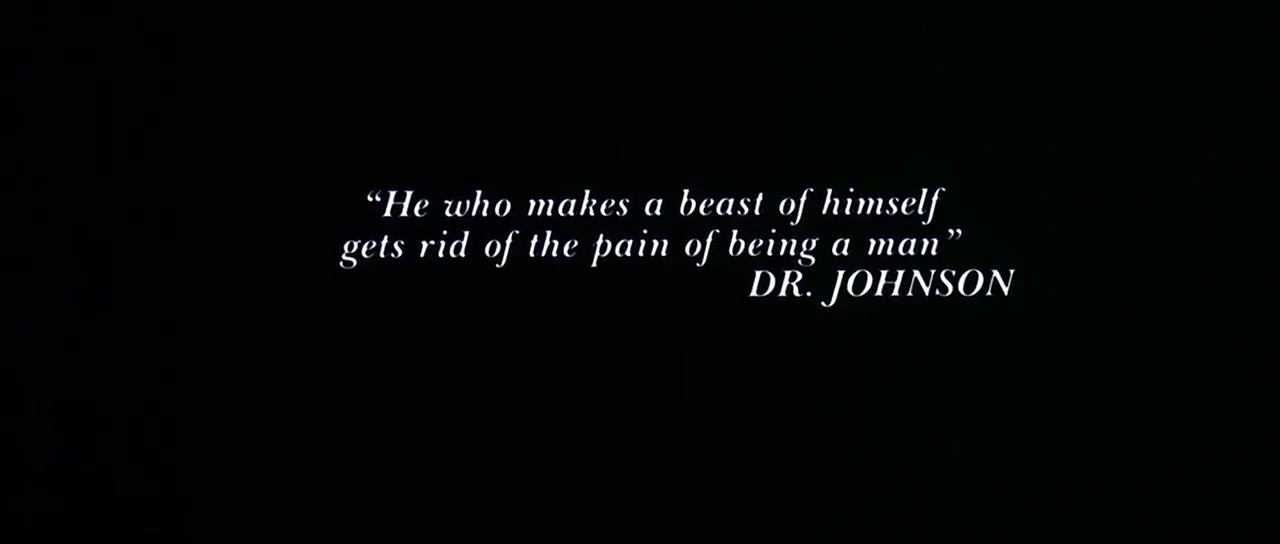 “He who makes a beast of himself
gets rid of the pain of being a man”
DR. JOHNSON